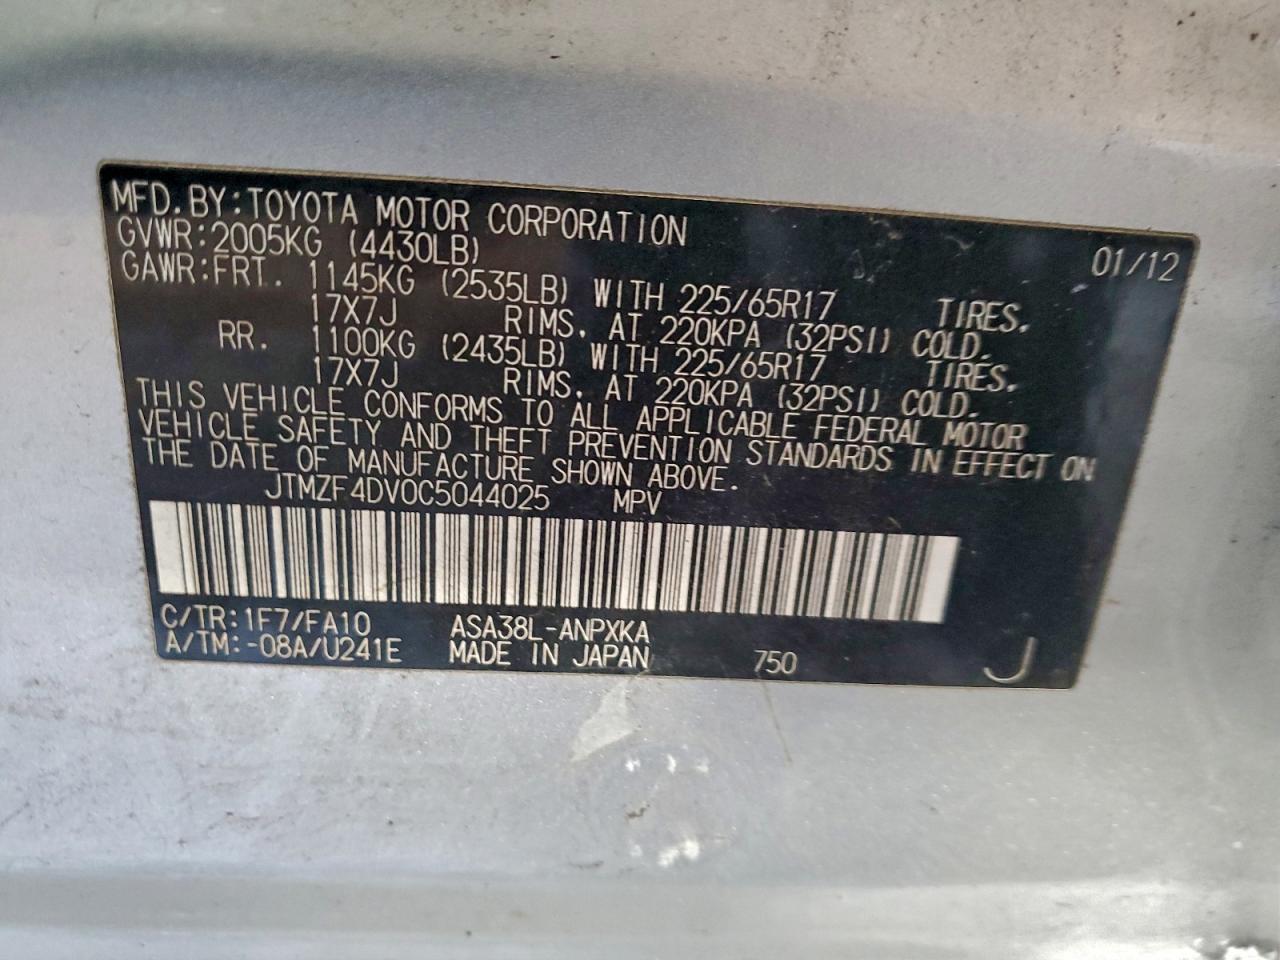 MFD. BY: TOYOTA MOTOR CORPORATION 01/12
GVWR: 2005KG (4430LB)
GAWR: FRT. 1145KG (2535LB) WITH 225/65R17 TIRES,
17X7J RIMS, AT 220KPA (32PSI) COLD.
RR. 1100KG (2435LB) WITH 225/65R17 TIRES,
17X7J RIMS, AT 220KPA (32PSI) COLD.
THIS VEHICLE CONFORMS TO ALL APPLICABLE FEDERAL MOTOR
VEHICLE SAFETY AND THEFT PREVENTION STANDARDS IN EFFECT ON
THE DATE OF MANUFACTURE SHOWN ABOVE.
JTMZF4DV0C5044025 MPV
C/TR: 1F7/FA10 ASA38L-ANPXKA
A/TM: -08A/U241E MADE IN JAPAN 750 J